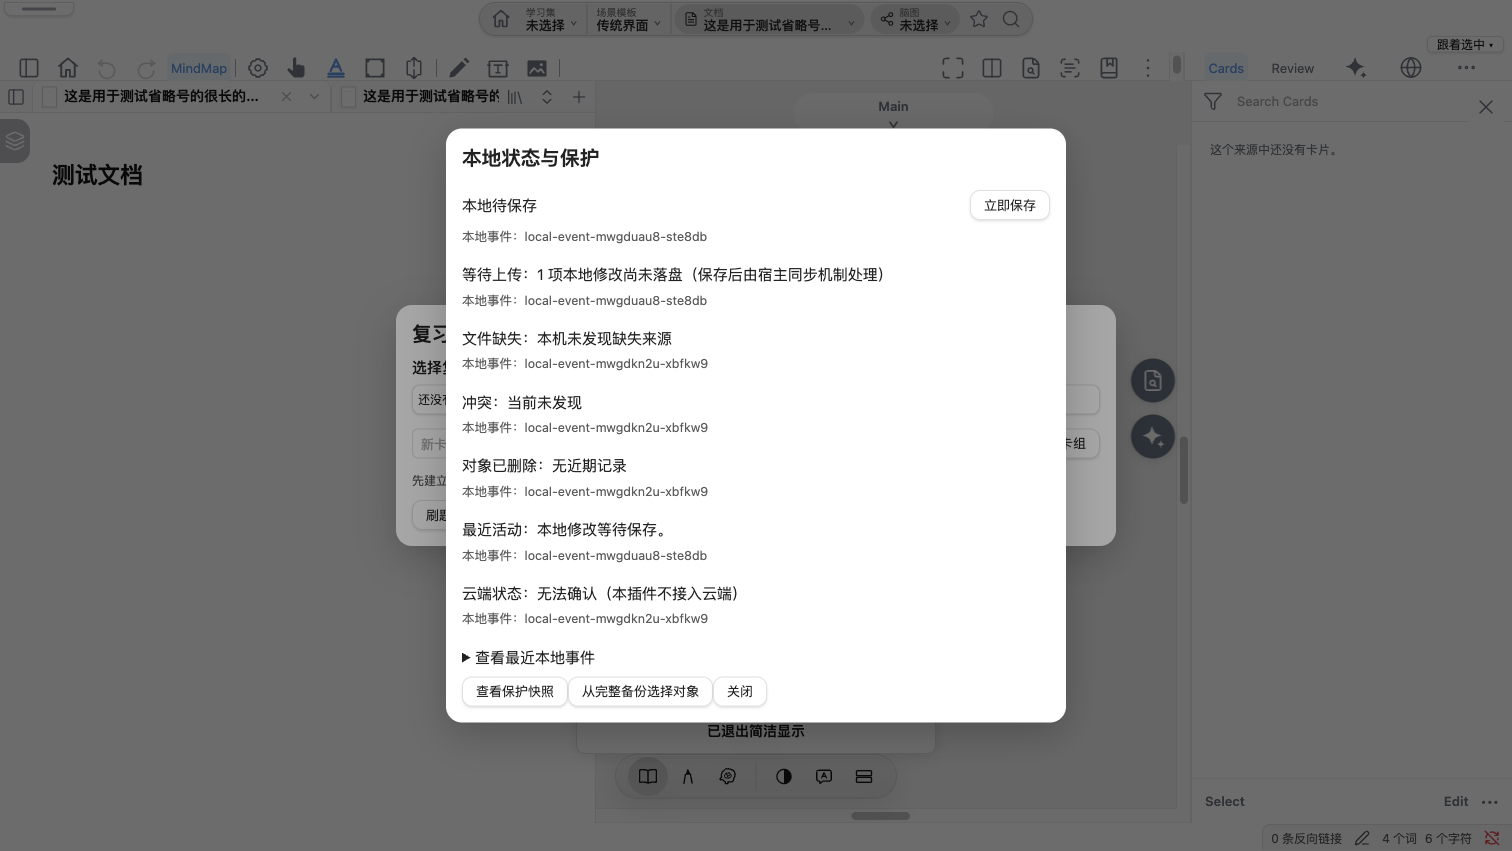 学习集
未选择
场景模板
传统界面
文档
这是用于测试省略号...
脑图
未选择
跟着选中
MindMap
Cards
Review
这是用于测试省略号的很长的...
这是用于测试省略号的
Main
Search Cards
这个来源中还没有卡片。
测试文档
本地状态与保护
本地待保存
立即保存
本地事件：local-event-mwgduau8-ste8db
等待上传：1 项本地修改尚未落盘（保存后由宿主同步机制处理）
本地事件：local-event-mwgduau8-ste8db
文件缺失：本机未发现缺失来源
本地事件：local-event-mwgdkn2u-xbfkw9
冲突：当前未发现
本地事件：local-event-mwgdkn2u-xbfkw9
对象已删除：无近期记录
本地事件：local-event-mwgdkn2u-xbfkw9
最近活动：本地修改等待保存。
本地事件：local-event-mwgduau8-ste8db
云端状态：无法确认（本插件不接入云端）
本地事件：local-event-mwgdkn2u-xbfkw9
查看最近本地事件
查看保护快照
从完整备份选择对象
关闭
复习
选择
还没
新卡
卡组
先建立
刷题
已退出简洁显示
Select
Edit
0 条反向链接
4 个词
6 个字符